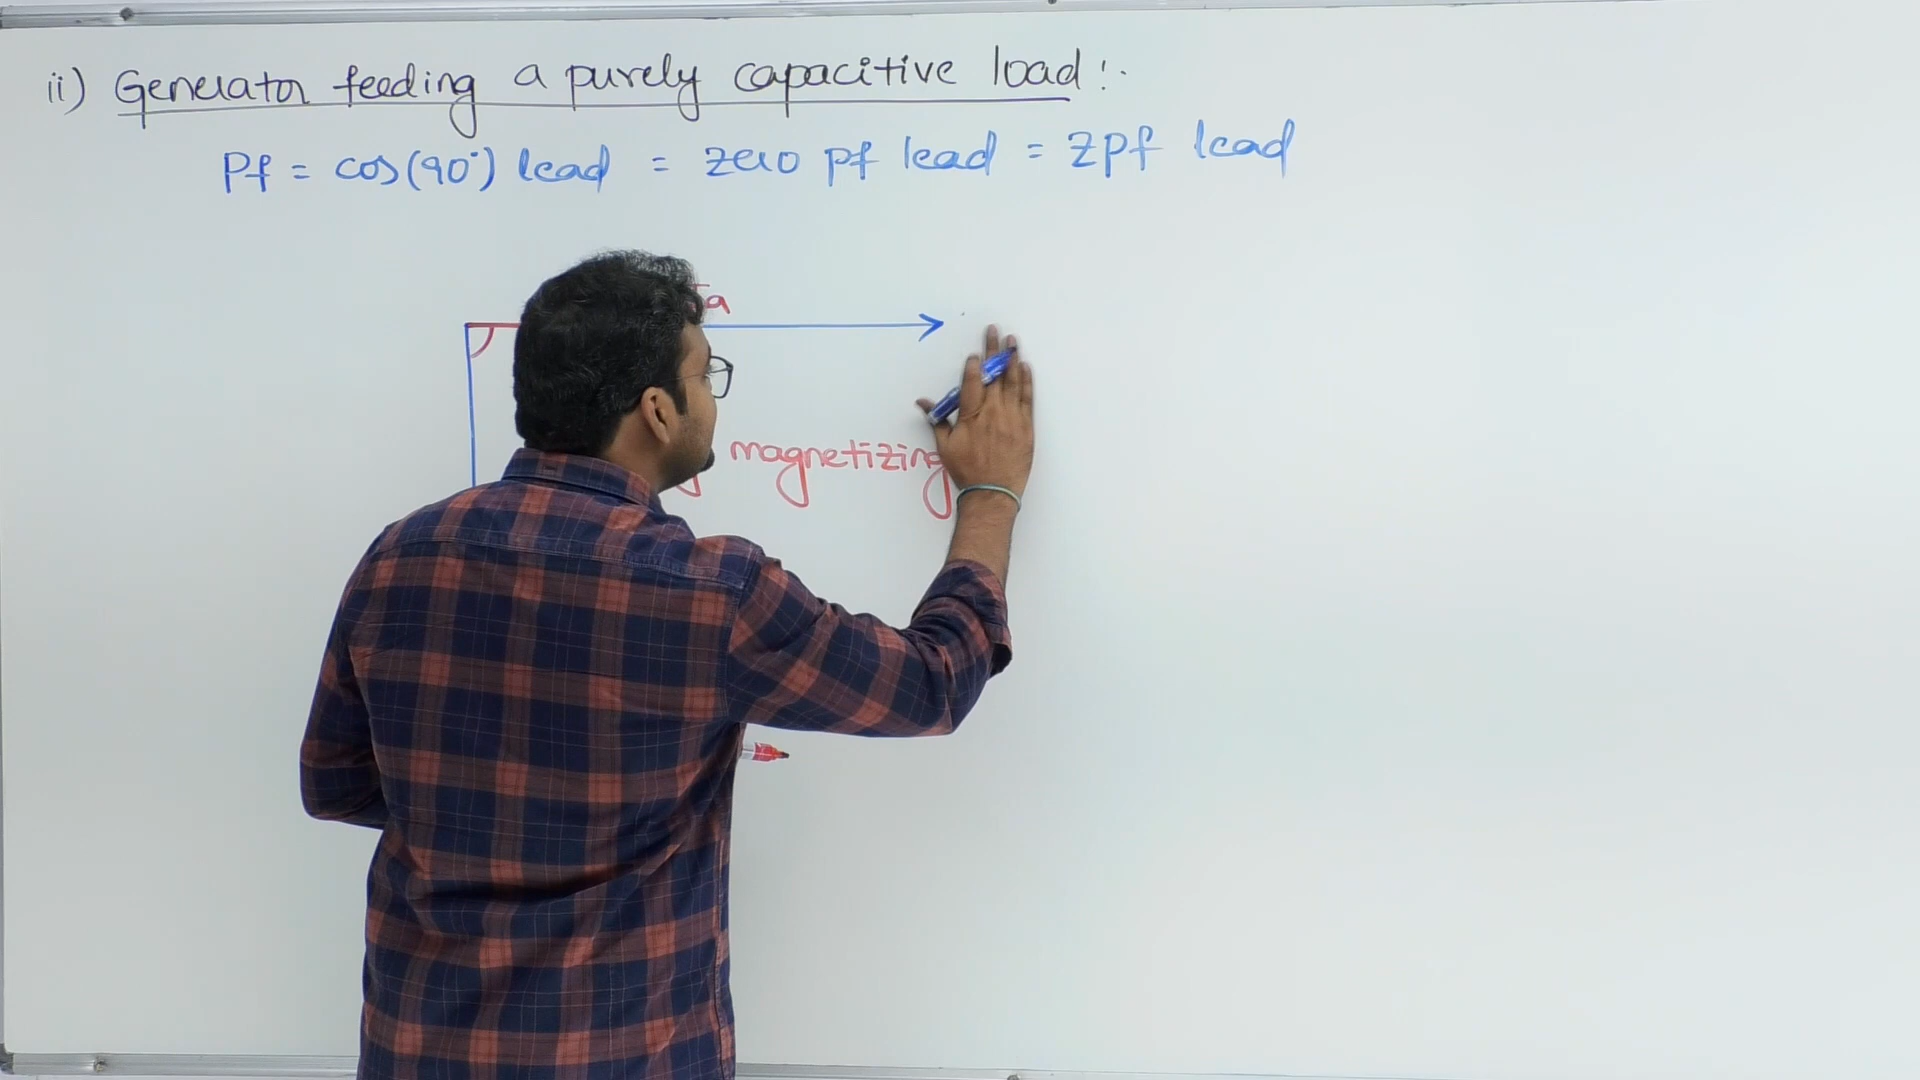 ii) Generator feeding a purely capacitive load :-
Pf = cos(90°) lead = zero pf lead = zpf lead
magnetizing